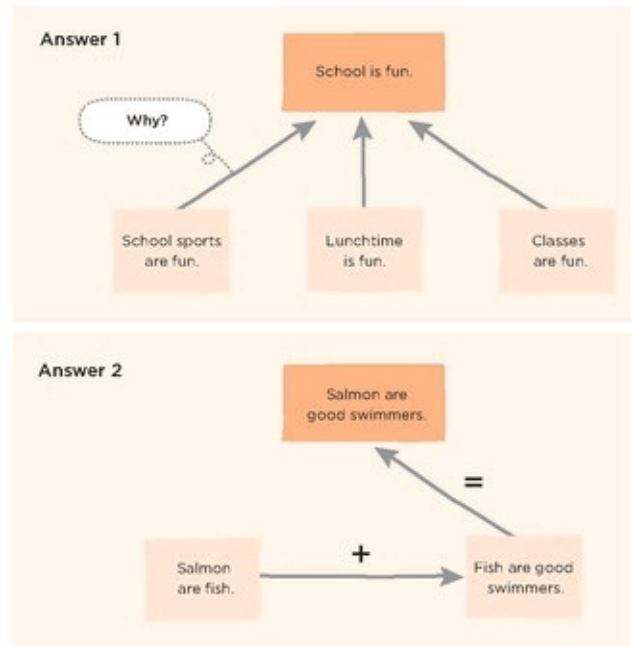 Answer 1
School is fun.
Why?
School sports
are fun.
Lunchtime
is fun.
Classes
are fun.
Answer 2
Salmon are
good swimmers.
=
+
Salmon
are fish.
Fish are good
swimmers.